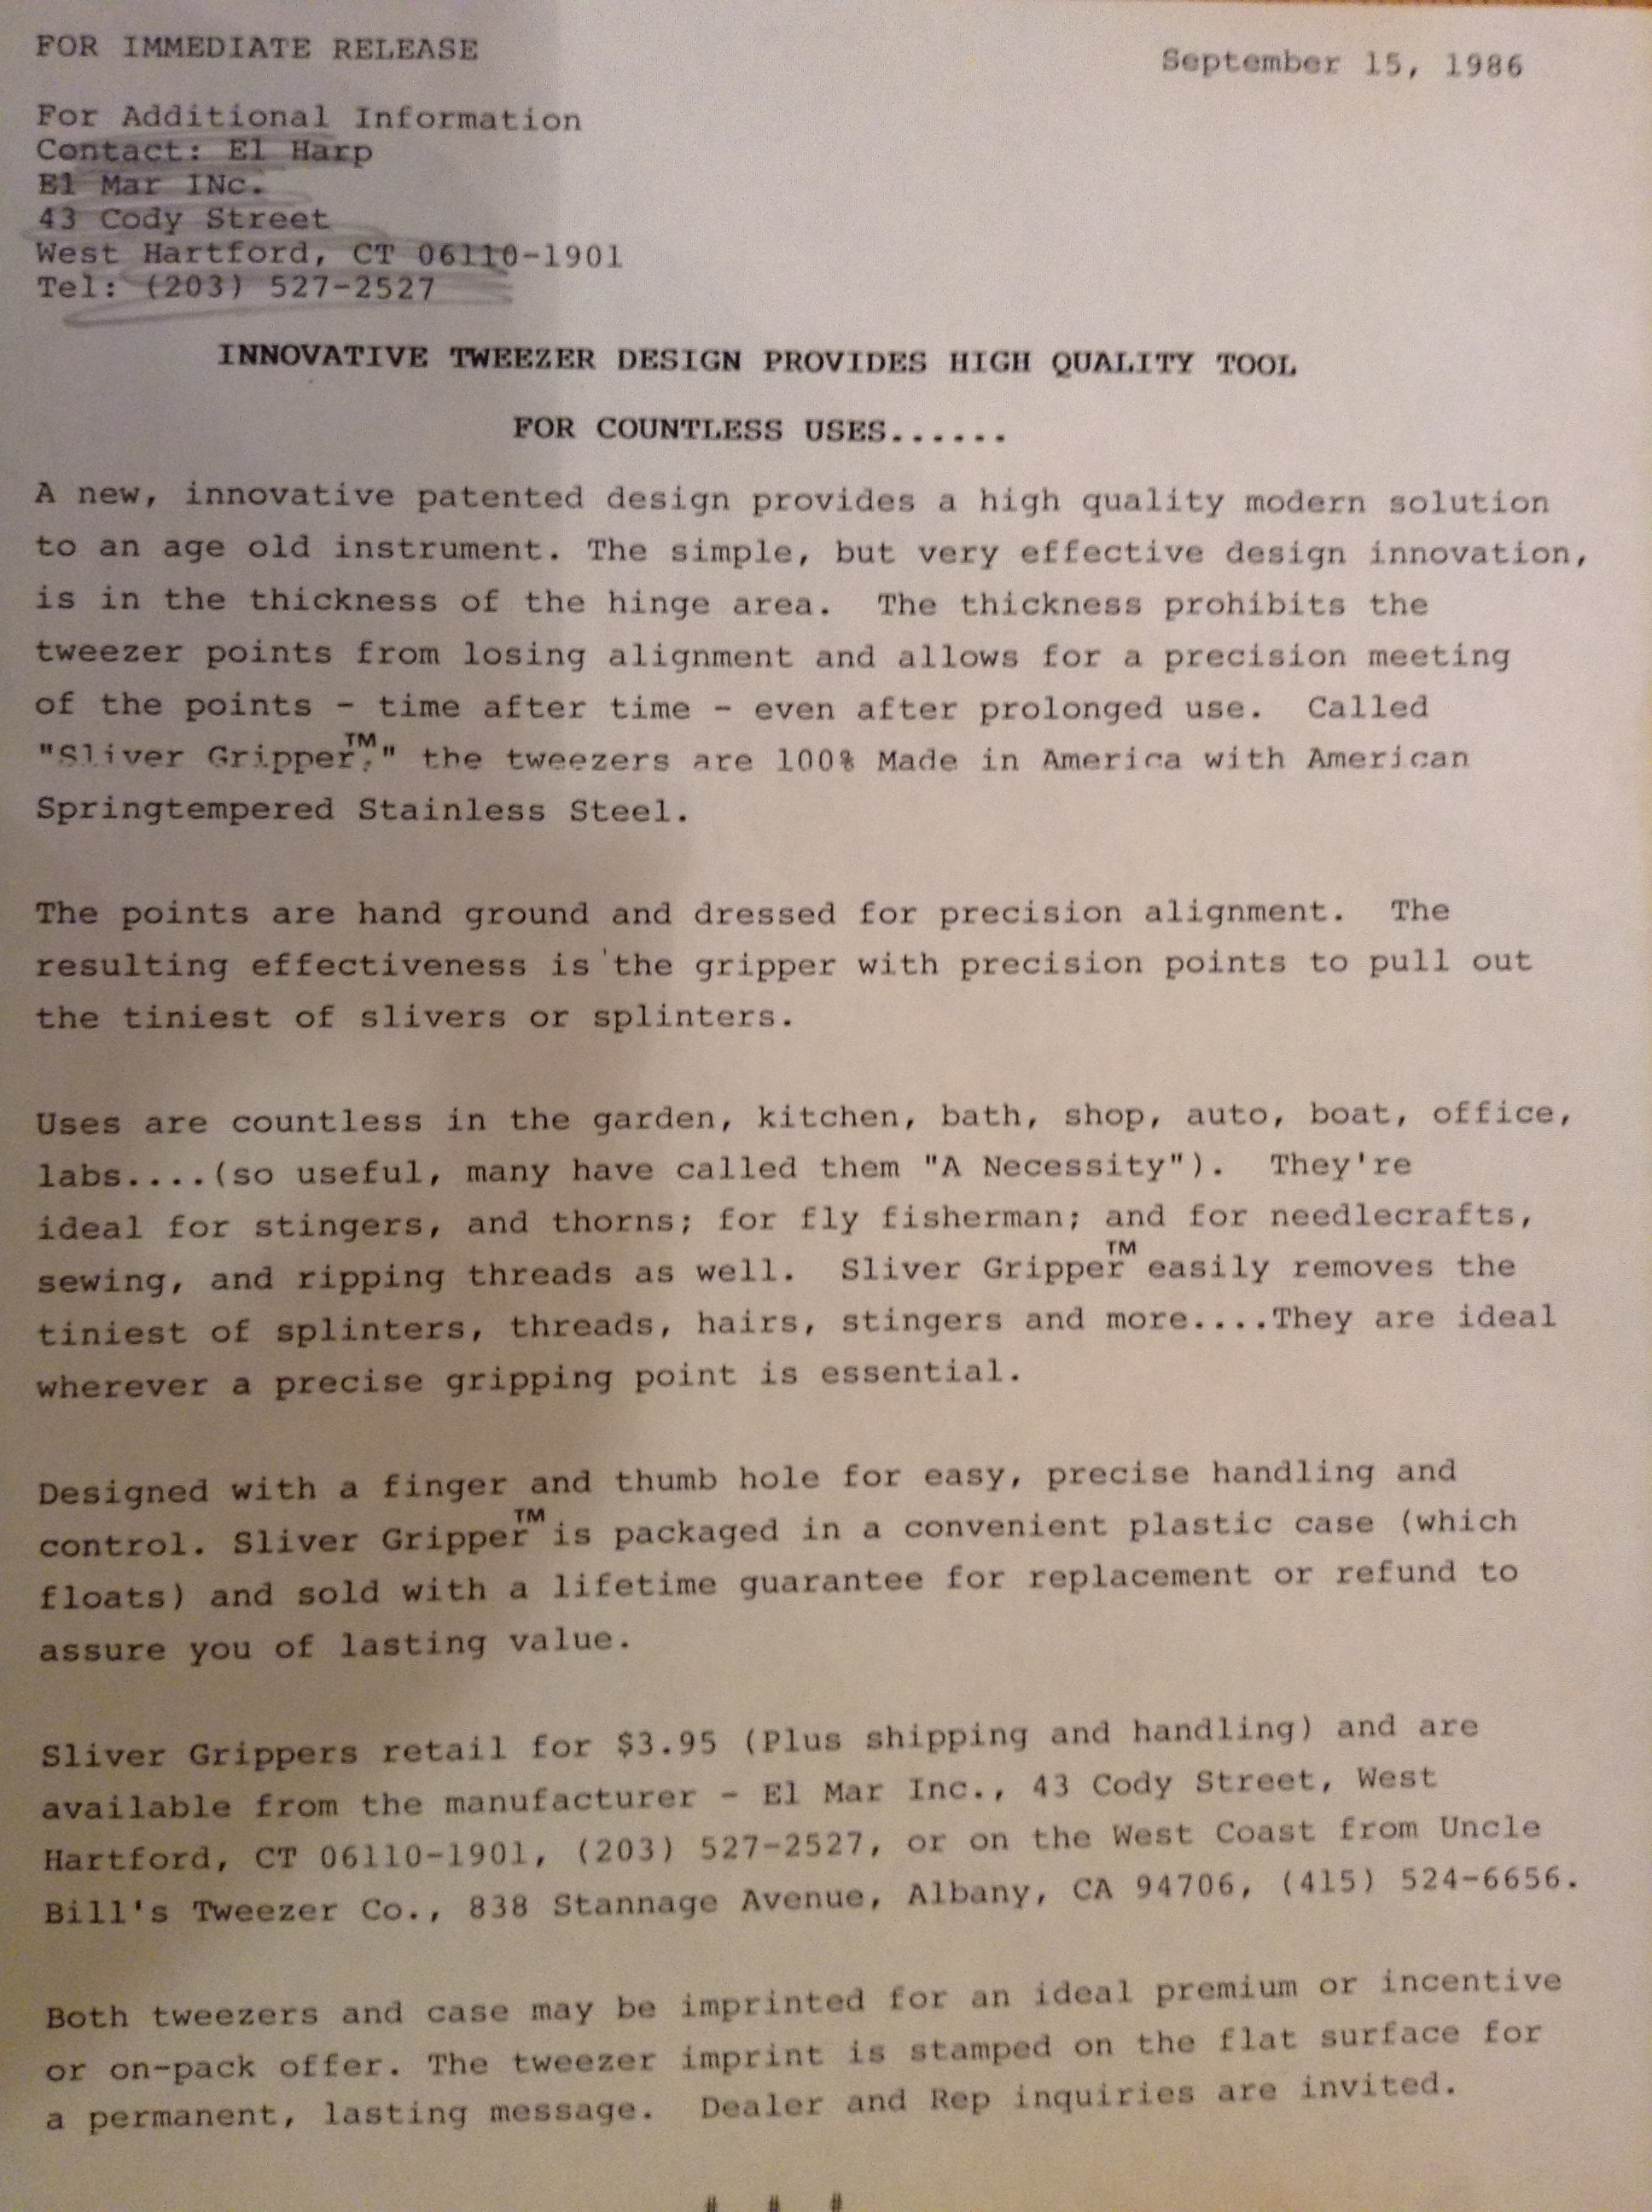 FOR IMMEDIATE RELEASE
September 15, 1986
For Additional Information
Contact: El Harp
El Mar INc.
43 Cody Street
West Hartford, CT 06110-1901
Tel: (203) 527-2527
INNOVATIVE TWEEZER DESIGN PROVIDES HIGH QUALITY TOOL
FOR COUNTLESS USES......
A new, innovative patented design provides a high quality modern solution
to an age old instrument. The simple, but very effective design innovation,
is in the thickness of the hinge area. The thickness prohibits the
tweezer points from losing alignment and allows for a precision meeting
of the points - time after time - even after prolonged use. Called
"Sliver Gripper™," the tweezers are 100% Made in America with American
Springtempered Stainless Steel.
The points are hand ground and dressed for precision alignment. The
resulting effectiveness is the gripper with precision points to pull out
the tiniest of slivers or splinters.
Uses are countless in the garden, kitchen, bath, shop, auto, boat, office,
labs....(so useful, many have called them "A Necessity"). They're
ideal for stingers, and thorns; for fly fisherman; and for needlecrafts,
sewing, and ripping threads as well. Sliver Gripper™ easily removes the
tiniest of splinters, threads, hairs, stingers and more....They are ideal
wherever a precise gripping point is essential.
Designed with a finger and thumb hole for easy, precise handling and
control. Sliver Gripper™ is packaged in a convenient plastic case (which
floats) and sold with a lifetime guarantee for replacement or refund to
assure you of lasting value.
Sliver Grippers retail for $3.95 (Plus shipping and handling) and are
available from the manufacturer - El Mar Inc., 43 Cody Street, West
Hartford, CT 06110-1901, (203) 527-2527, or on the West Coast from Uncle
Bill's Tweezer Co., 838 Stannage Avenue, Albany, CA 94706, (415) 524-6656.
Both tweezers and case may be imprinted for an ideal premium or incentive
or on-pack offer. The tweezer imprint is stamped on the flat surface for
a permanent, lasting message. Dealer and Rep inquiries are invited.
# # #